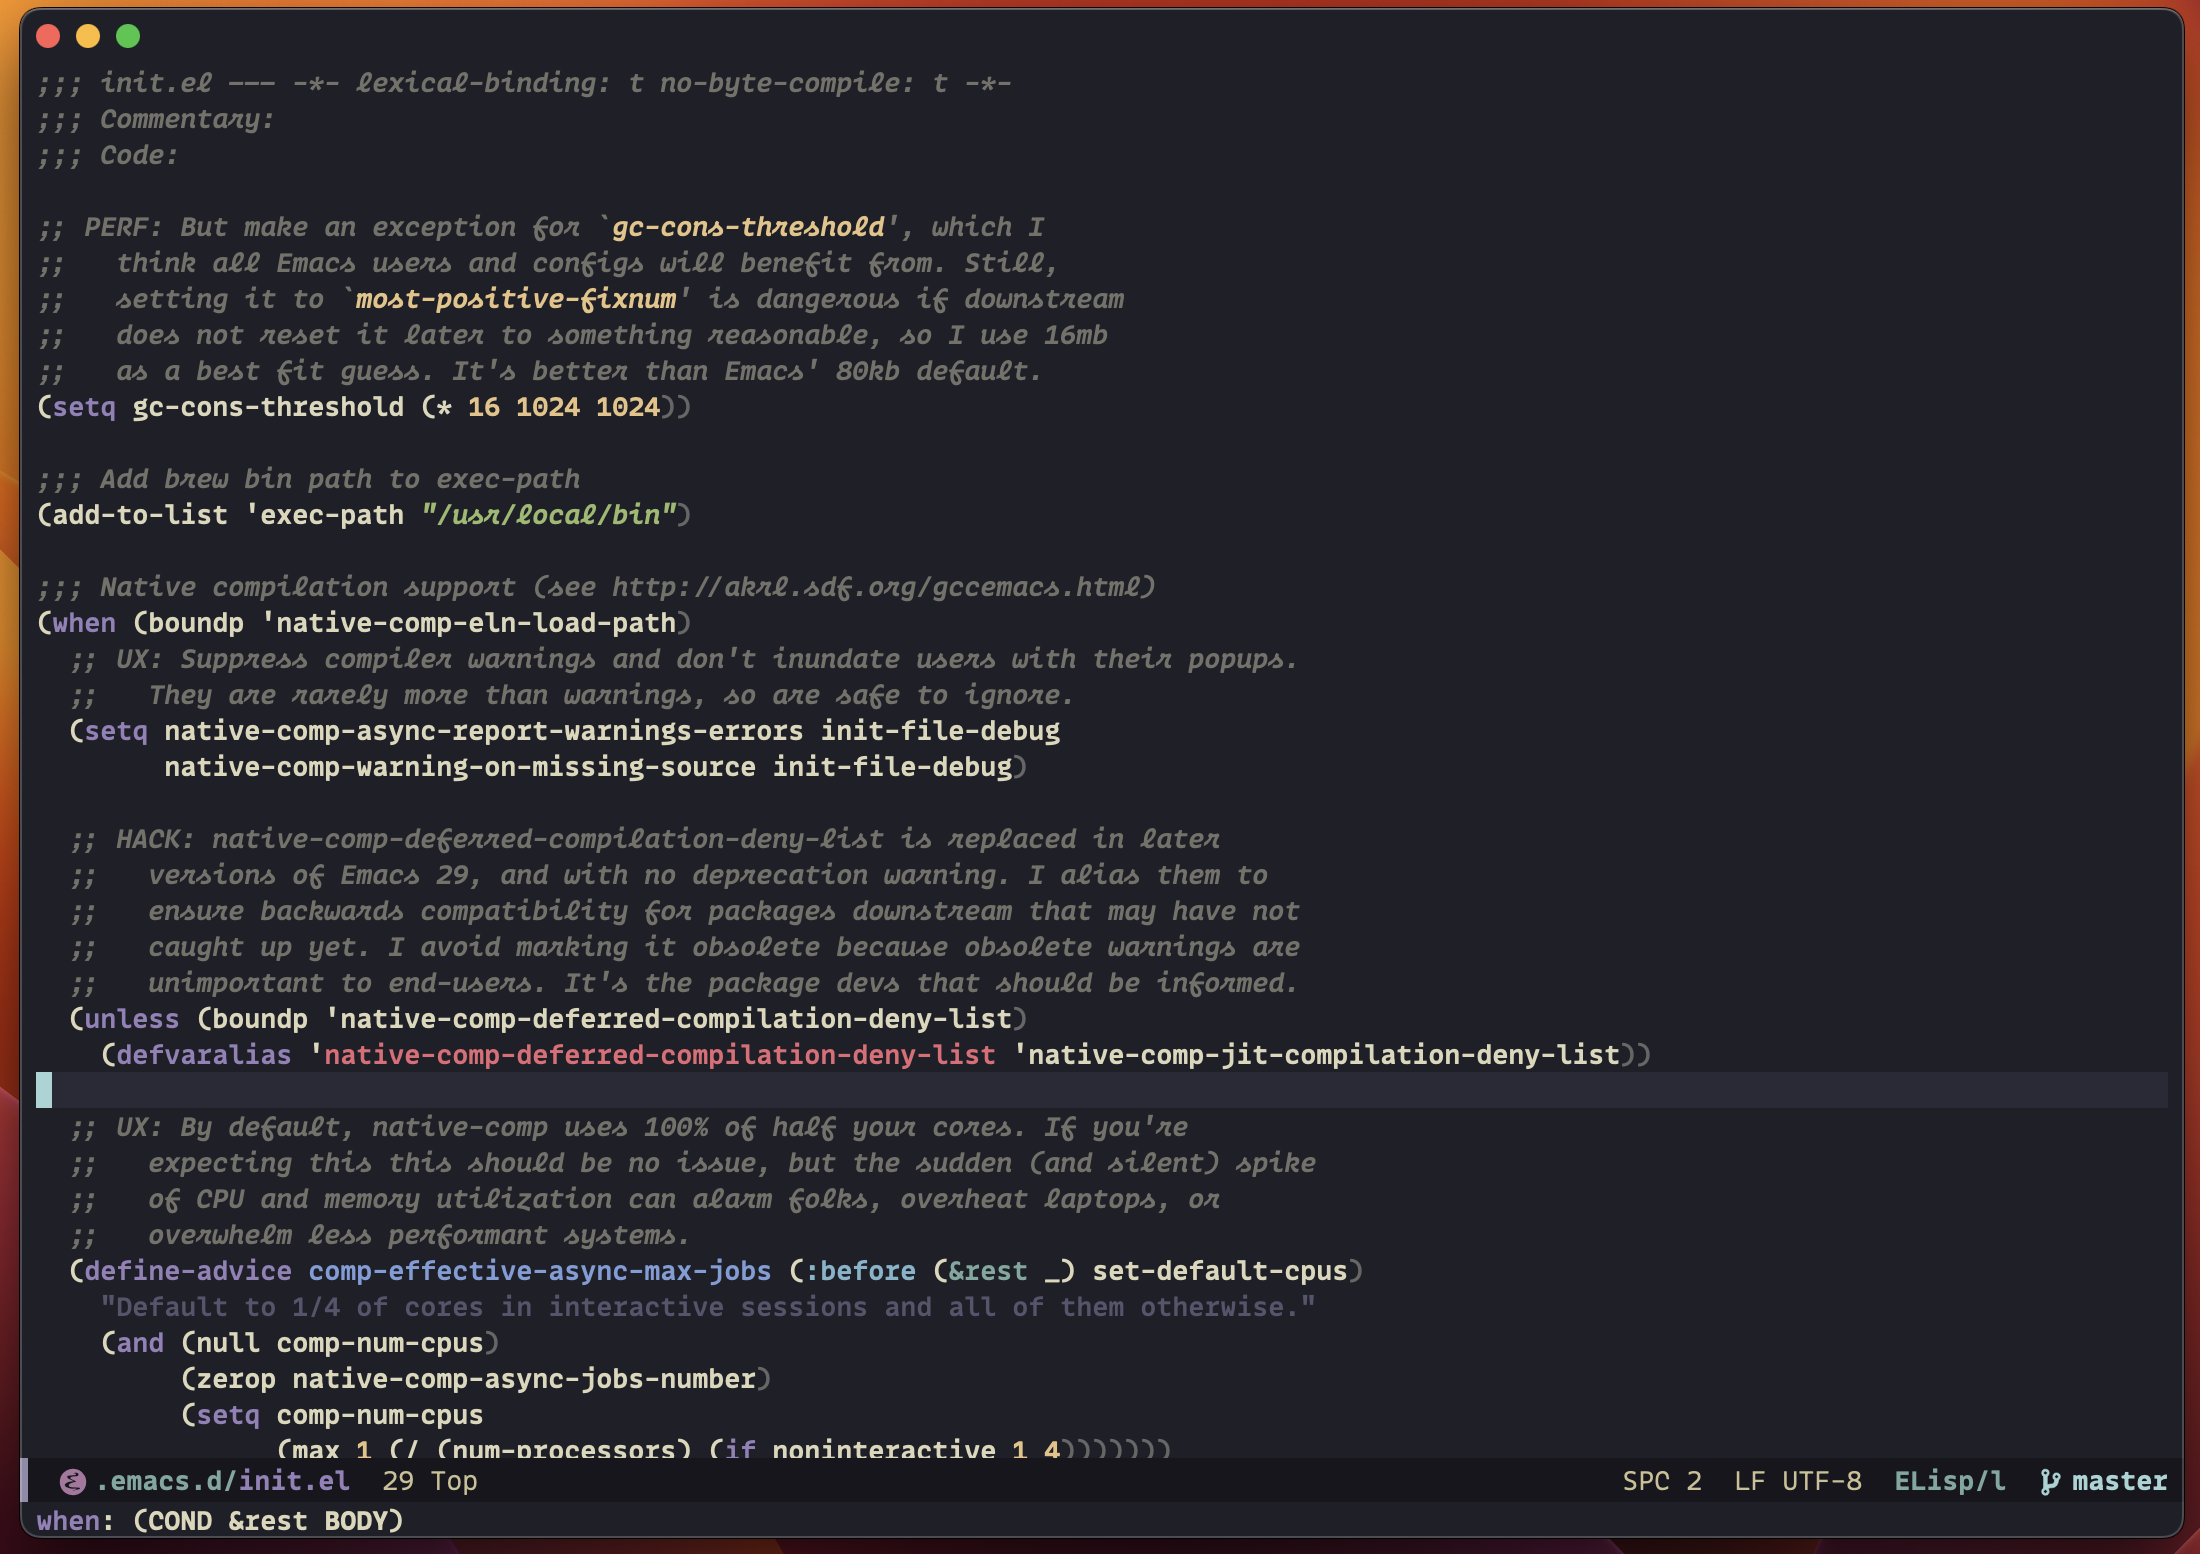 ;;; init.el --- -*- lexical-binding: t no-byte-compile: t -*-
;;; Commentary:
;;; Code:

;; PERF: But make an exception for `gc-cons-threshold', which I
;;   think all Emacs users and configs will benefit from. Still,
;;   setting it to `most-positive-fixnum' is dangerous if downstream
;;   does not reset it later to something reasonable, so I use 16mb
;;   as a best fit guess. It's better than Emacs' 80kb default.
(setq gc-cons-threshold (* 16 1024 1024))

;;; Add brew bin path to exec-path
(add-to-list 'exec-path "/usr/local/bin")

;;; Native compilation support (see http://akrl.sdf.org/gccemacs.html)
(when (boundp 'native-comp-eln-load-path)
  ;; UX: Suppress compiler warnings and don't inundate users with their popups.
  ;;   They are rarely more than warnings, so are safe to ignore.
  (setq native-comp-async-report-warnings-errors init-file-debug
        native-comp-warning-on-missing-source init-file-debug)

  ;; HACK: native-comp-deferred-compilation-deny-list is replaced in later
  ;;   versions of Emacs 29, and with no deprecation warning. I alias them to
  ;;   ensure backwards compatibility for packages downstream that may have not
  ;;   caught up yet. I avoid marking it obsolete because obsolete warnings are
  ;;   unimportant to end-users. It's the package devs that should be informed.
  (unless (boundp 'native-comp-deferred-compilation-deny-list)
    (defvaralias 'native-comp-deferred-compilation-deny-list 'native-comp-jit-compilation-deny-list))

  ;; UX: By default, native-comp uses 100% of half your cores. If you're
  ;;   expecting this this should be no issue, but the sudden (and silent) spike
  ;;   of CPU and memory utilization can alarm folks, overheat laptops, or
  ;;   overwhelm less performant systems.
  (define-advice comp-effective-async-max-jobs (:before (&rest _) set-default-cpus)
    "Default to 1/4 of cores in interactive sessions and all of them otherwise."
    (and (null comp-num-cpus)
         (zerop native-comp-async-jobs-number)
         (setq comp-num-cpus
               (max 1 (/ (num-processors) (if noninteractive 1 4)))))))
.emacs.d/init.el  29 Top  SPC 2  LF UTF-8  ELisp/l  master
when: (COND &rest BODY)